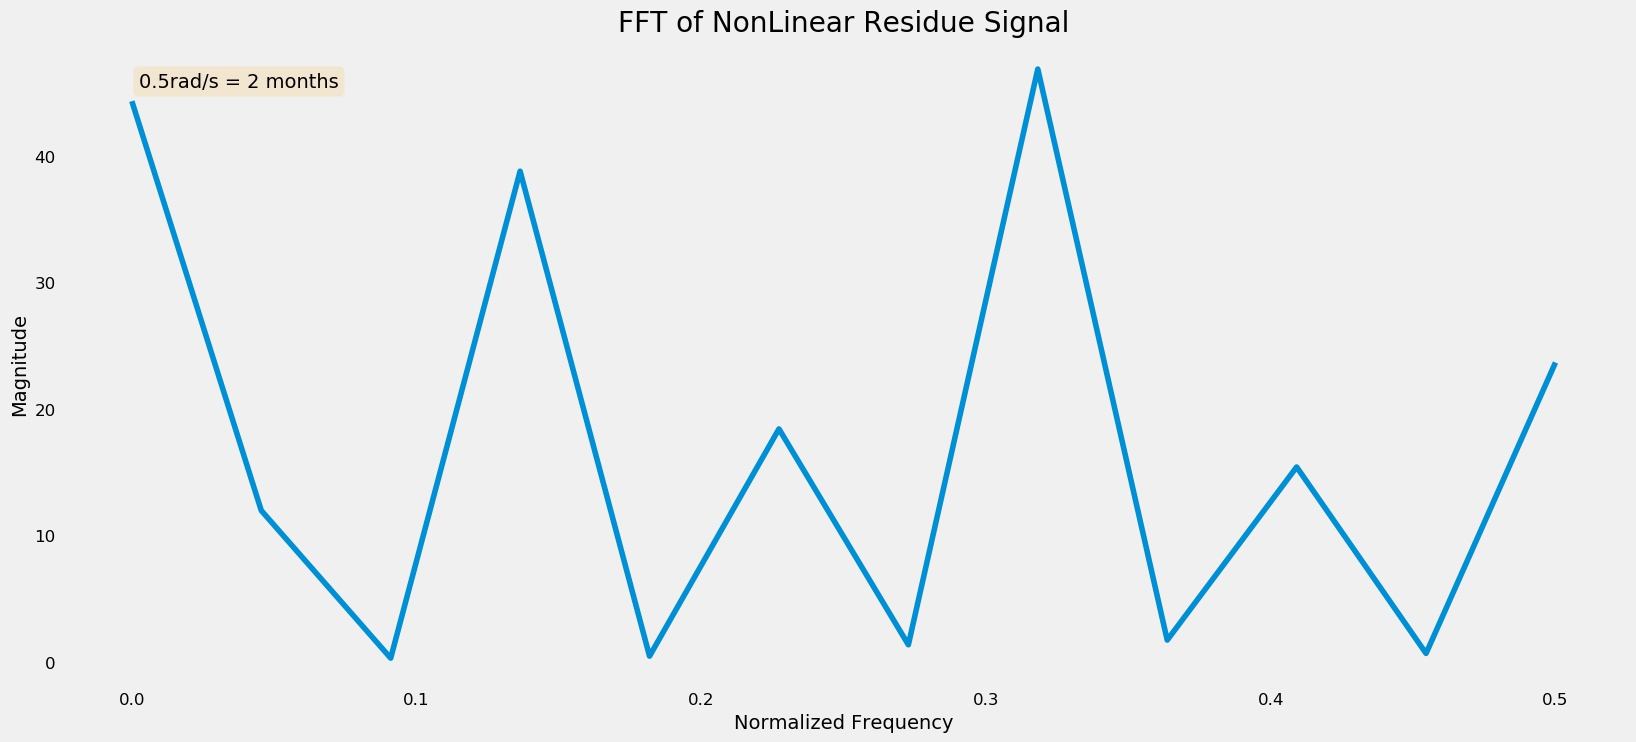 FFT of NonLinear Residue Signal
0.5rad/s = 2 months
Magnitude
40
30
20
10
0
0.0 0.1 0.2 0.3 0.4 0.5
Normalized Frequency